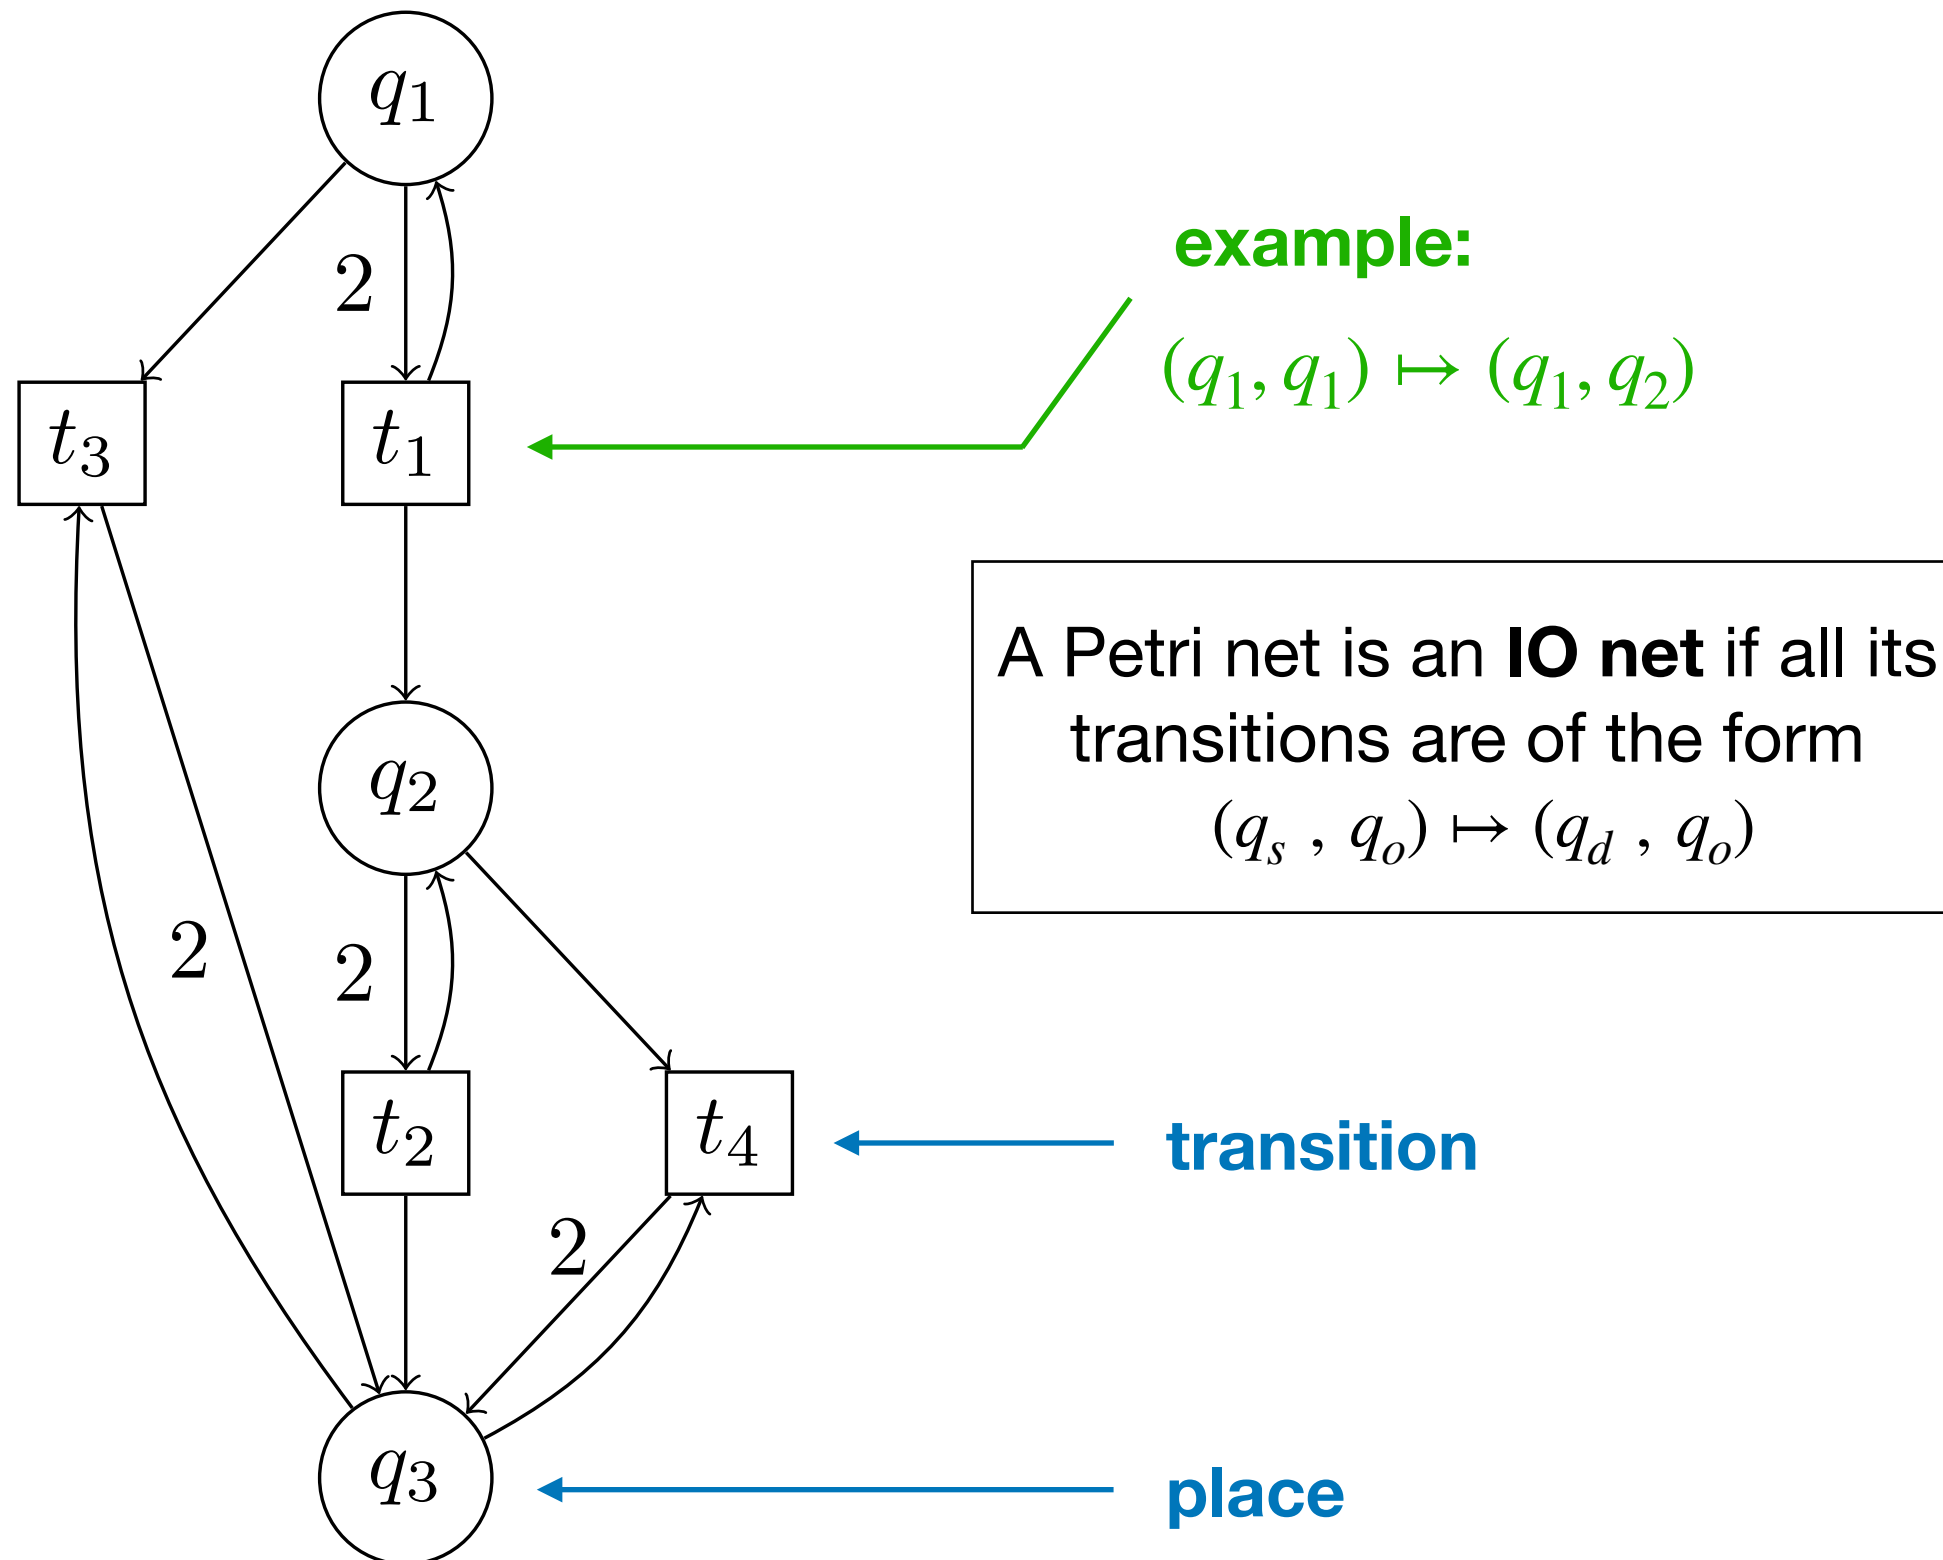 q₁
2
example:
(q₁, q₁) ↦ (q₁, q₂)
t₃
t₁
A Petri net is an IO net if all its
transitions are of the form
(qₛ , qₒ) ↦ (q_d , qₒ)
q₂
2
2
t₂
t₄
transition
2
q₃
place